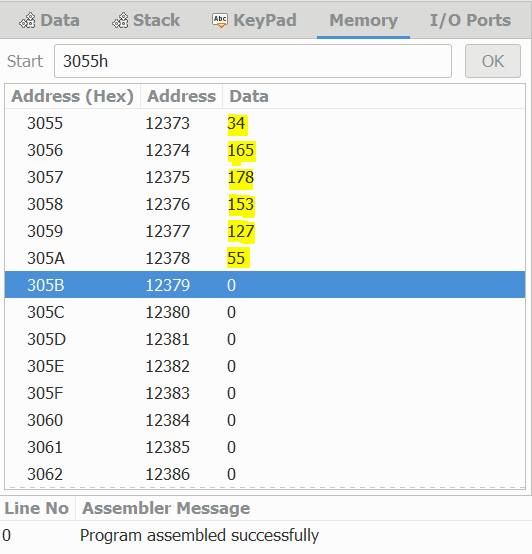 Data Stack Abc KeyPad Memory I/O Ports
Start 3055h OK
Address (Hex) Address Data
3055 12373 34
3056 12374 165
3057 12375 178
3058 12376 153
3059 12377 127
305A 12378 55
305B 12379 0
305C 12380 0
305D 12381 0
305E 12382 0
305F 12383 0
3060 12384 0
3061 12385 0
3062 12386 0
Line No Assembler Message
0 Program assembled successfully